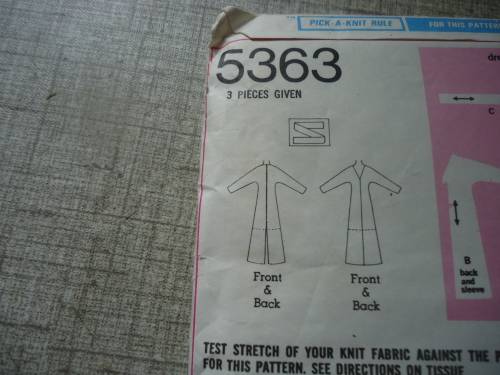 PICK-A-KNIT RULE
FOR THIS PATTERN
5363
3 PIECES GIVEN
C
Front
&
Back
Front
&
Back
B
back
and
sleeve
TEST STRETCH OF YOUR KNIT FABRIC AGAINST THE
FOR THIS PATTERN. SEE DIRECTIONS ON TISSUE